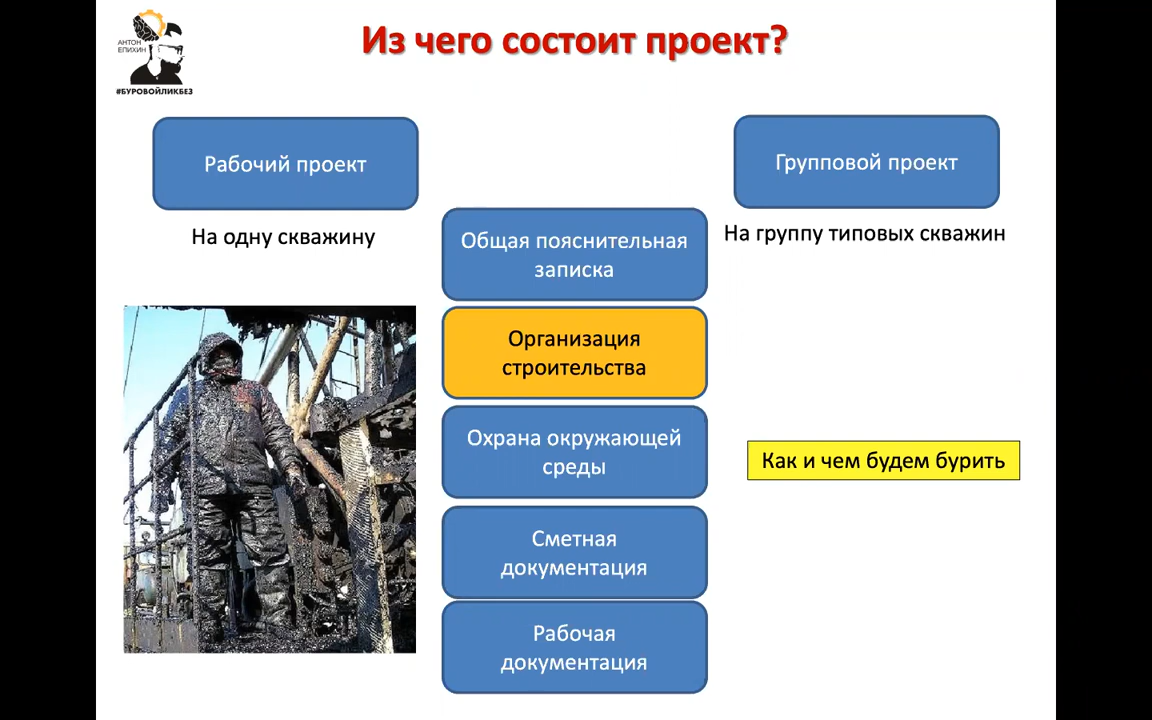 Из чего состоит проект?
АНТОН
ЕПИХИН
#БУРОВОЙЛИКБЕЗ
Рабочий проект
Групповой проект
На одну скважину
На группу типовых скважин
Общая пояснительная
записка
Организация
строительства
Охрана окружающей
среды
Как и чем будем бурить
Сметная
документация
Рабочая
документация